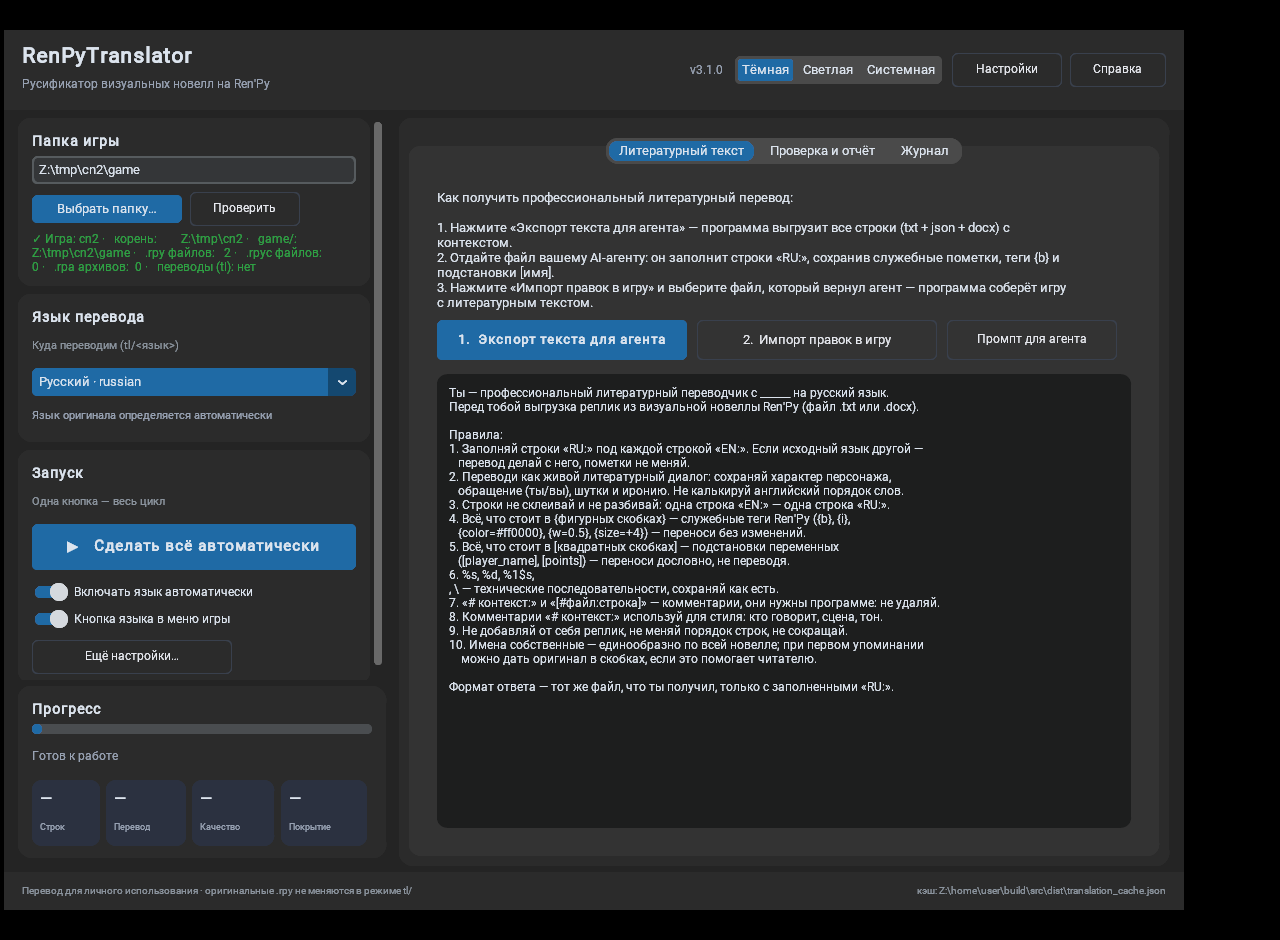 RenPyTranslator
Русификатор визуальных новелл на Ren'Py
v3.1.0
Тёмная
Светлая
Системная
Настройки
Справка
Папка игры
Z:\tmp\cn2\game
Выбрать папку…
Проверить
✓ Игра: cn2 ·   корень:      Z:\tmp\cn2 ·   game/:
Z:\tmp\cn2\game ·   .rpy файлов:   2 ·   .rpyc файлов:
0 ·   .rpa архивов:  0 ·   переводы (tl): нет
Язык перевода
Куда переводим (tl/<язык>)
Русский · russian
Язык оригинала определяется автоматически
Запуск
Одна кнопка — весь цикл
▶ Сделать всё автоматически
Включать язык автоматически
Кнопка языка в меню игры
Ещё настройки…
Прогресс
Готов к работе
—
Строк
—
Перевод
—
Качество
—
Покрытие
Литературный текст
Проверка и отчёт
Журнал
Как получить профессиональный литературный перевод:
1. Нажмите «Экспорт текста для агента» — программа выгрузит все строки (txt + json + docx) с
контекстом.
2. Отдайте файл вашему AI-агенту: он заполнит строки «RU:», сохранив служебные пометки, теги {b} и
подстановки [имя].
3. Нажмите «Импорт правок в игру» и выберите файл, который вернул агент — программа соберёт игру
с литературным текстом.
1.  Экспорт текста для агента
2.  Импорт правок в игру
Промпт для агента
Ты — профессиональный литературный переводчик с _____ на русский язык.
Перед тобой выгрузка реплик из визуальной новеллы Ren'Py (файл .txt или .docx).
Правила:
1. Заполняй строки «RU:» под каждой строкой «EN:». Если исходный язык другой —
перевод делай с него, пометки не меняй.
2. Переводи как живой литературный диалог: сохраняй характер персонажа,
обращение (ты/вы), шутки и иронию. Не калькируй английский порядок слов.
3. Строки не склеивай и не разбивай: одна строка «EN:» — одна строка «RU:».
4. Всё, что стоит в {фигурных скобках} — служебные теги Ren'Py ({b}, {i},
{color=#ff0000}, {w=0.5}, {size=+4}) — переноси без изменений.
5. Всё, что стоит в [квадратных скобках] — подстановки переменных
([player_name], [points]) — переноси дословно, не переводя.
6. %s, %d, %1$s,
, \ — технические последовательности, сохраняй как есть.
7. «# контекст:» и «[#файл:строка]» — комментарии, они нужны программе: не удаляй.
8. Комментарии «# контекст:» используй для стиля: кто говорит, сцена, тон.
9. Не добавляй от себя реплик, не меняй порядок строк, не сокращай.
10. Имена собственные — единообразно по всей новелле; при первом упоминании
можно дать оригинал в скобках, если это помогает читателю.
Формат ответа — тот же файл, что ты получил, только с заполненными «RU:».
Перевод для личного использования · оригинальные .rpy не меняются в режиме tl/
кэш: Z:\home\user\build\src\dist\translation_cache.json